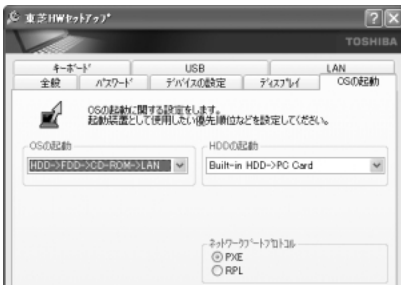 東芝HWセットアップ
TOSHIBA
キーボード USB LAN
全般 パスワード デバイスの設定 ディスプレイ OSの起動
OSの起動に関する設定をします。
起動装置として使用したい優先順位などを設定してください。
OSの起動 HDDの起動
HDD->FDD->CD-ROM->LAN Built-in HDD->PC Card
ネットワークブートプロトコル
PXE
RPL